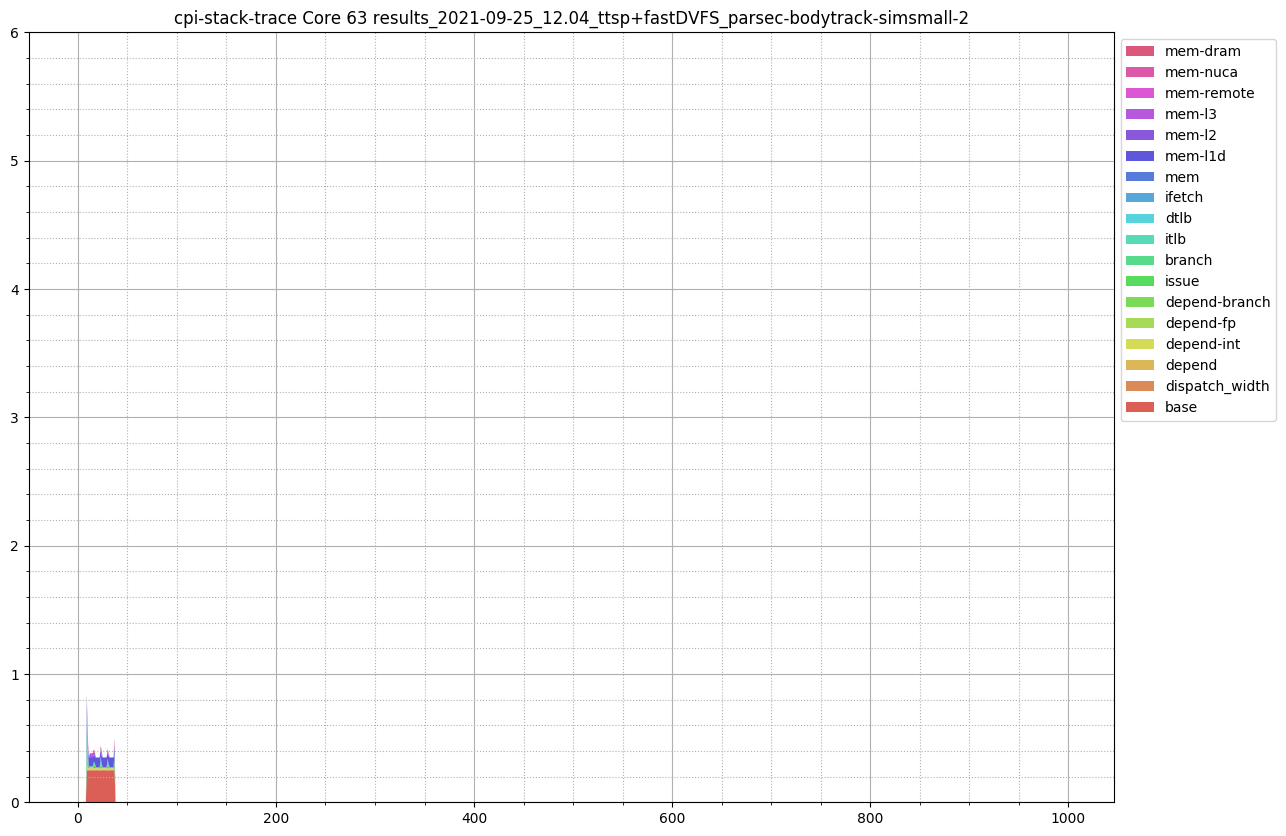 cpi-stack-trace Core 63 results_2021-09-25_12.04_ttsp+fastDVFS_parsec-bodytrack-simsmall-2
6
5
4
3
2
1
0
0 200 400 600 800 1000
mem-dram
mem-nuca
mem-remote
mem-l3
mem-l2
mem-l1d
mem
ifetch
dtlb
itlb
branch
issue
depend-branch
depend-fp
depend-int
depend
dispatch_width
base